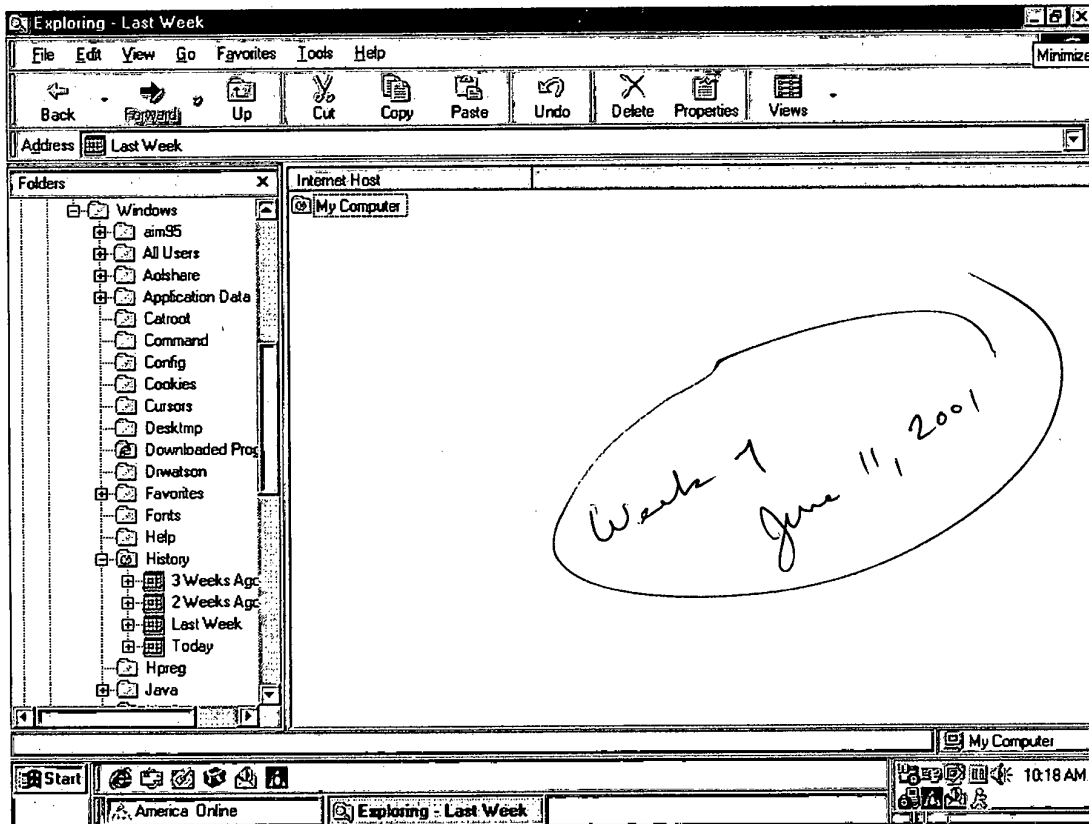 Exploring - Last Week
File Edit View Go Favorites Tools Help
Minimize
Back Forward Up Cut Copy Paste Undo Delete Properties Views
Address Last Week
Folders x
Internet Host
My Computer
Windows
aim95
All Users
Aolshare
Application Data
Catroot
Command
Config
Cookies
Cursors
Desktmp
Downloaded Prog
Drwatson
Favorites
Fonts
Help
History
3 Weeks Ago
2 Weeks Ago
Last Week
Today
Hpreg
Java
Week of
June 11, 2001
My Computer
Start
10:18 AM
America Online
Exploring - Last Week